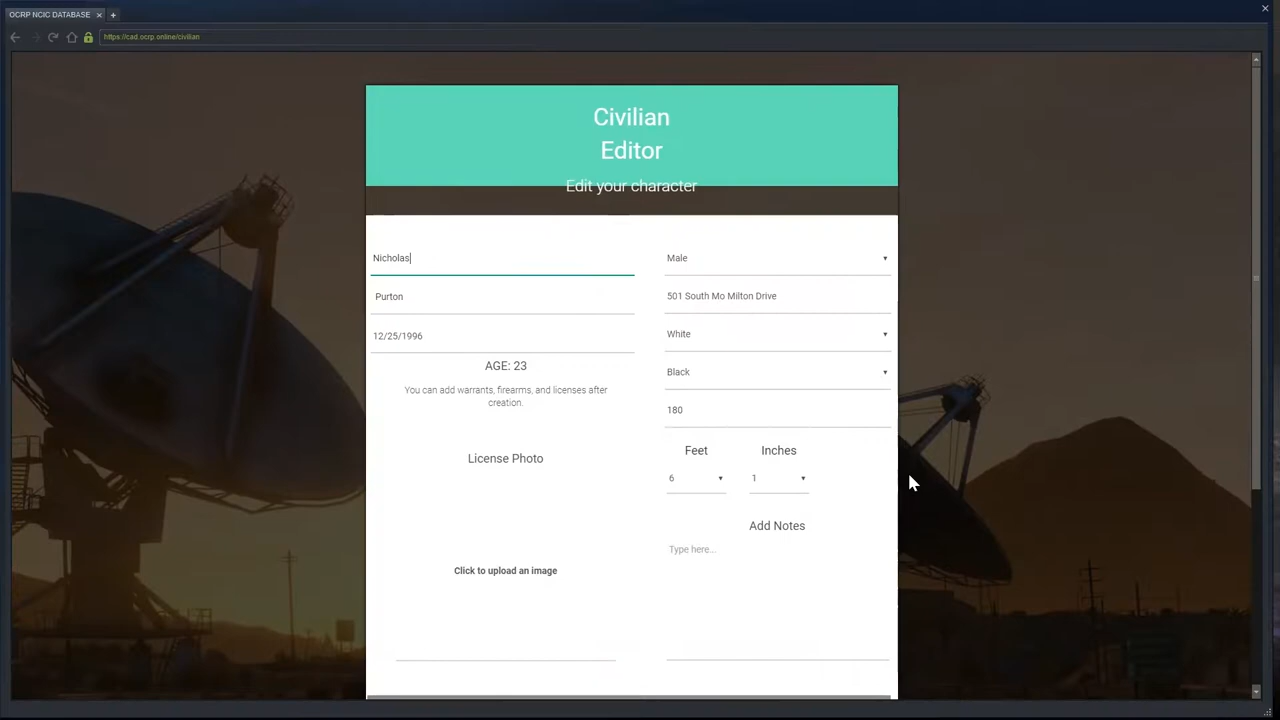 OCRP NCIC DATABASE
https://cad.ocrp.online/civilian
Civilian
Editor
Edit your character
Nicholas
Purton
12/25/1996
AGE: 23
You can add warrants, firearms, and licenses after
creation.
License Photo
Click to upload an image
Male
501 South Mo Milton Drive
White
Black
180
Feet
Inches
6
1
Add Notes
Type here...